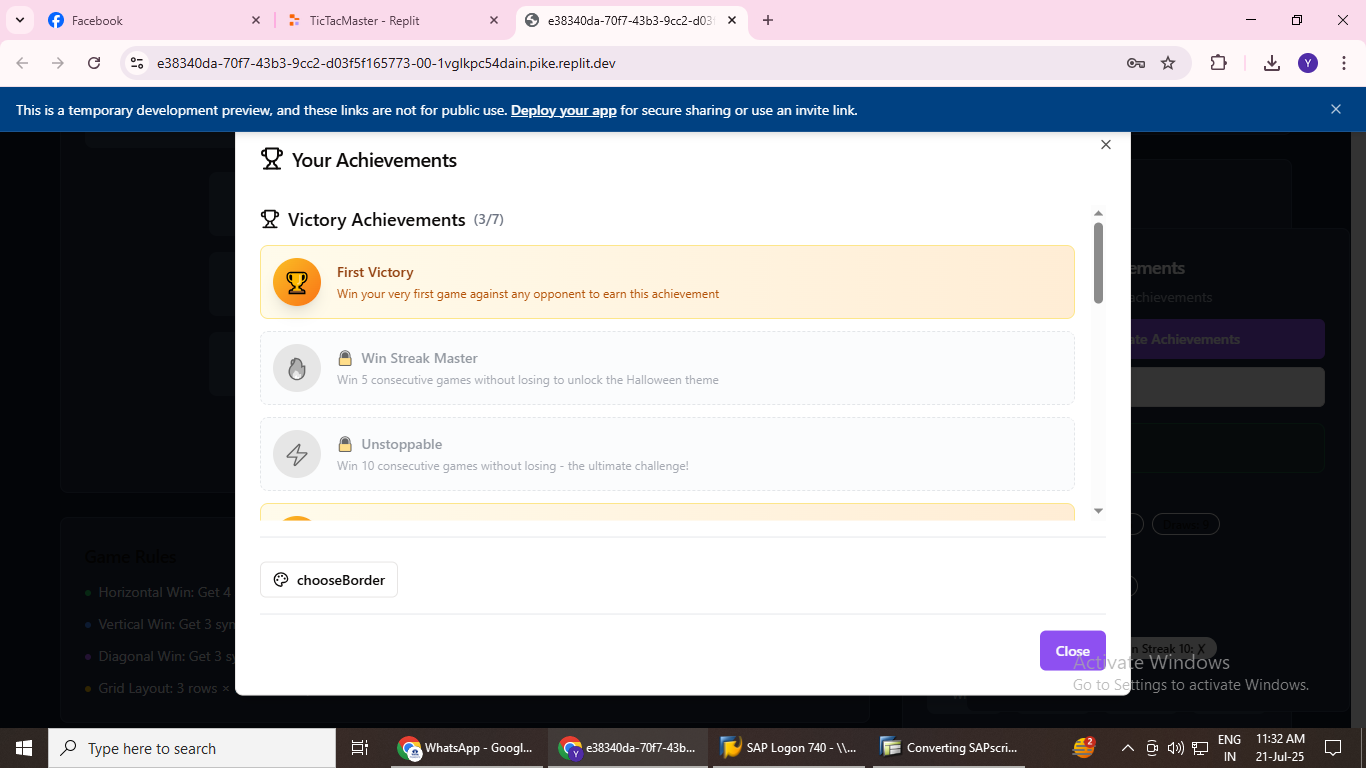 Facebook
TicTacMaster - Replit
e38340da-70f7-43b3-9cc2-d03
e38340da-70f7-43b3-9cc2-d03f5f165773-00-1vglkpc54dain.pike.replit.dev
Y
This is a temporary development preview, and these links are not for public use. Deploy your app for secure sharing or use an invite link.
Your Achievements
Victory Achievements (3/7)
First Victory
Win your very first game against any opponent to earn this achievement
Win Streak Master
Win 5 consecutive games without losing to unlock the Halloween theme
Unstoppable
Win 10 consecutive games without losing - the ultimate challenge!
chooseBorder
Close
ements
achievements
te Achievements
n Streak 10: X
Game Rules
Horizontal Win: Get 4
Vertical Win: Get 3 sym
Diagonal Win: Get 3 sy
Grid Layout: 3 rows ×
Activate Windows
Go to Settings to activate Windows.
Type here to search
WhatsApp - Googl...
e38340da-70f7-43b...
SAP Logon 740 - \\...
Converting SAPscri...
2
ENG
IN
11:32 AM
21-Jul-25